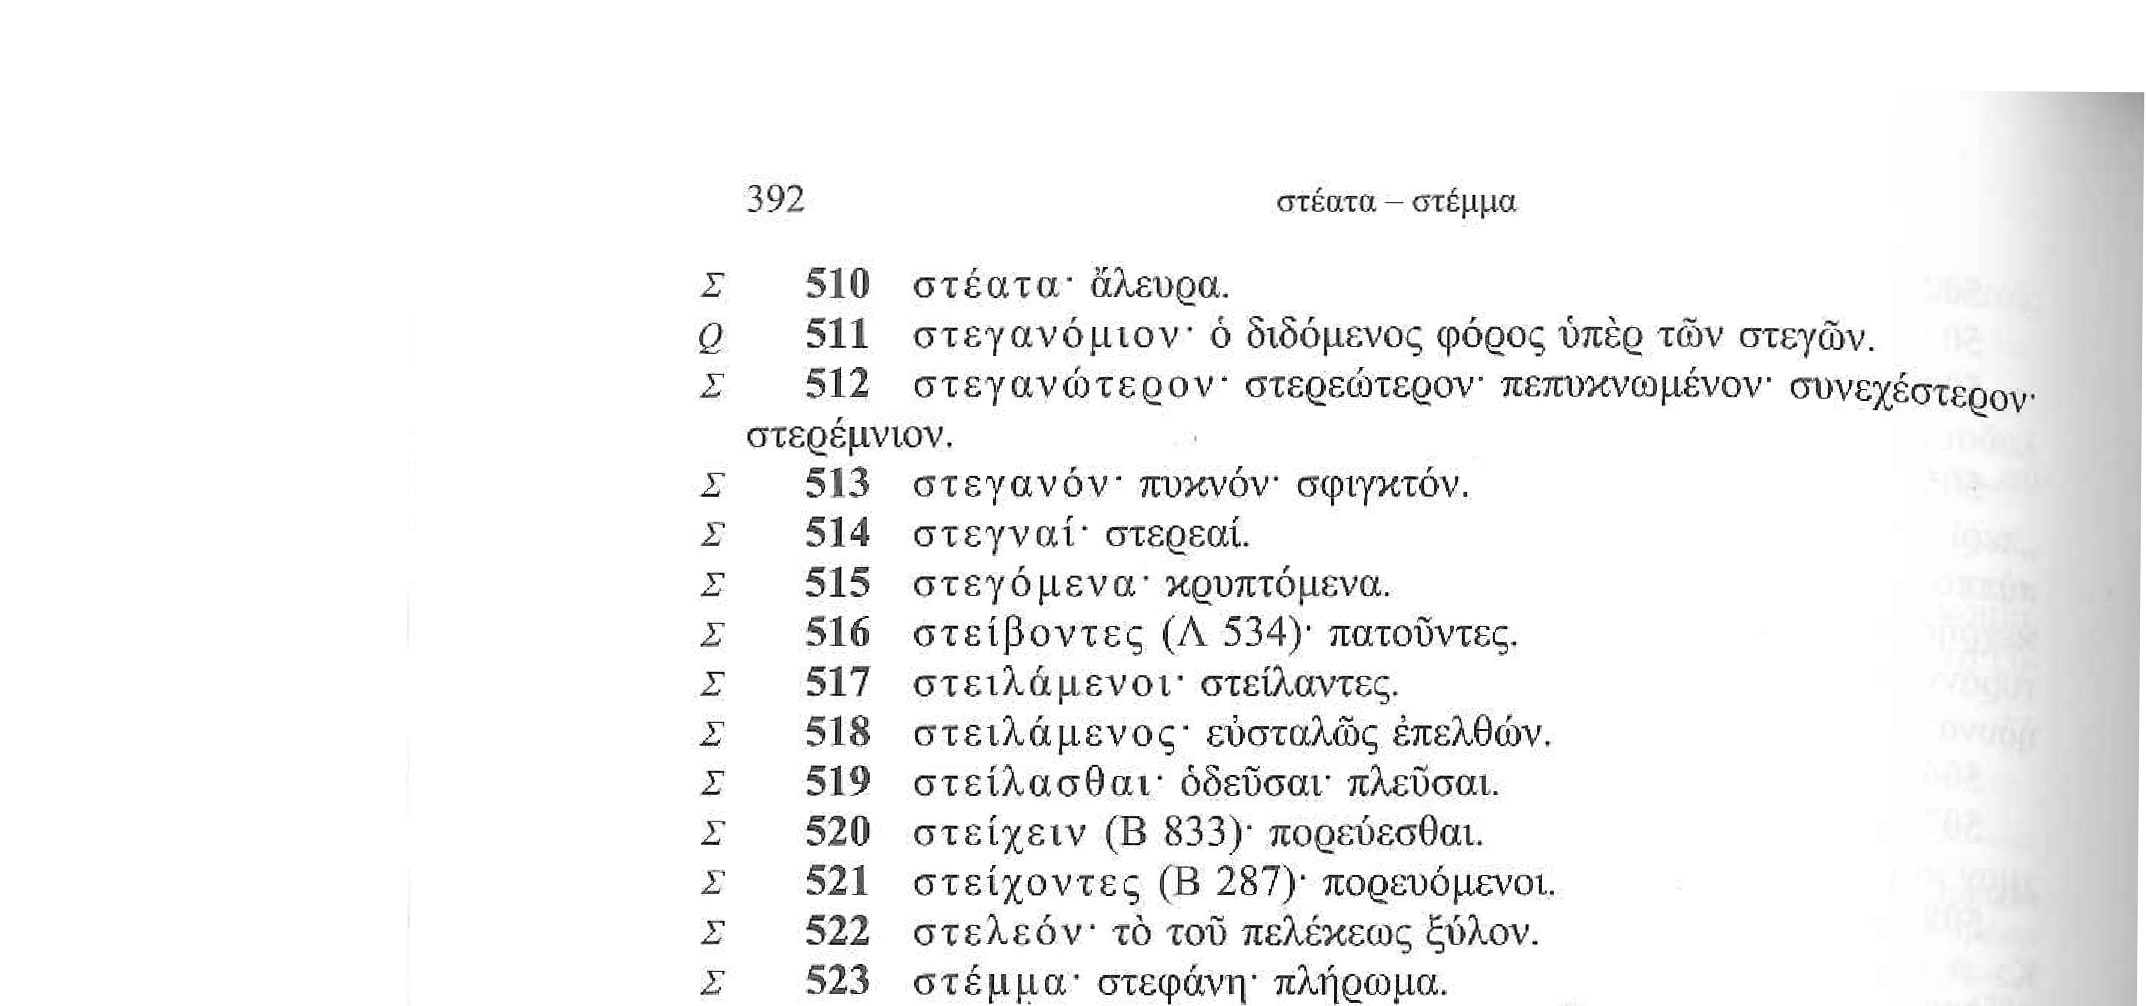 392 στέατα – στέμμα
Σ 510 στέατα· ἄλευρα.
Q 511 στεγανόμιον· ὁ διδόμενος φόρος ὑπὲρ τῶν στεγῶν.
Σ 512 στεγανώτερον· στερεώτερον· πεπυκνωμένον· συνεχέστερον·
στερέμνιον.
Σ 513 στεγανόν· πυκνόν· σφιγκτόν.
Σ 514 στεγναί· στερεαί.
Σ 515 στεγόμενα· κρυπτόμενα.
Σ 516 στείβοντες (Λ 534)· πατοῦντες.
Σ 517 στειλάμενοι· στείλαντες.
Σ 518 στειλάμενος· εὐσταλῶς ἐπελθών.
Σ 519 στείλασθαι· ὁδεῦσαι· πλεῦσαι.
Σ 520 στείχειν (Β 833)· πορεύεσθαι.
Σ 521 στείχοντες (Β 287)· πορευόμενοι.
Σ 522 στελεόν· τὸ τοῦ πελέκεως ξύλον.
Σ 523 στέμμα· στεφάνη· πλήρωμα.